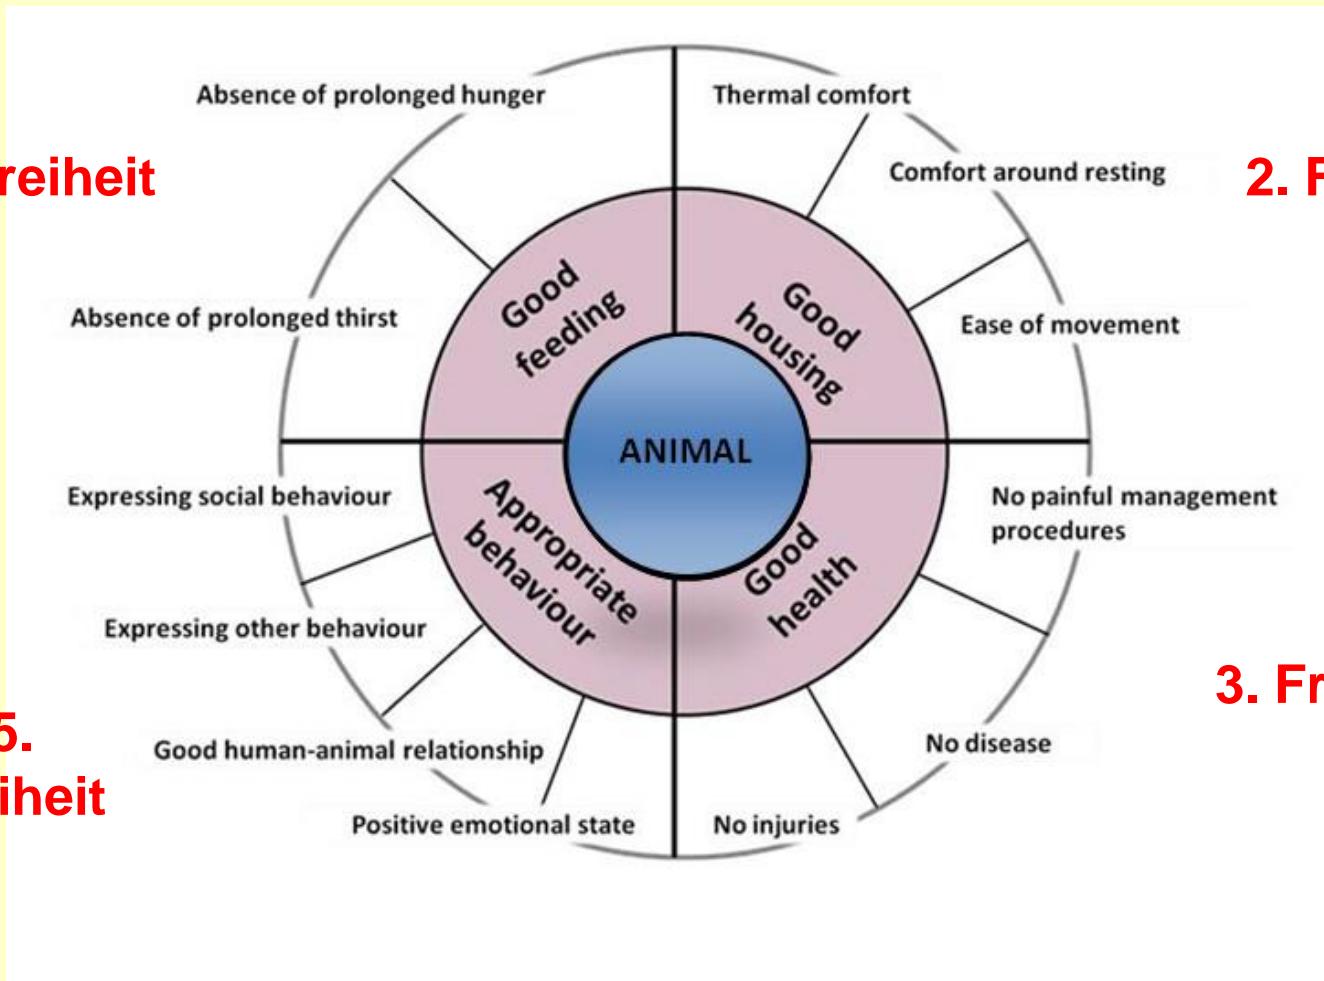 Absence of prolonged hunger
Thermal comfort
Comfort around resting
2.
Absence of prolonged thirst
Good
feeding
Good
housing
Ease of movement
ANIMAL
Expressing social behaviour
Appropriate
behaviour
Good
health
No painful management
procedures
Expressing other behaviour
3.
5.
Good human-animal relationship
No disease
Positive emotional state
No injuries